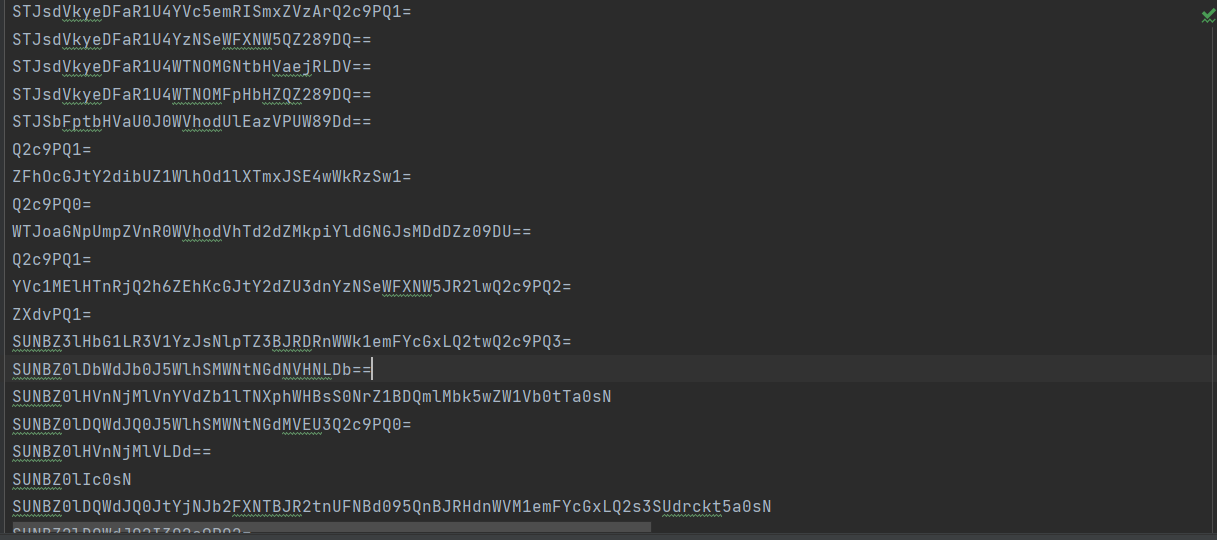 STJsdVkyeDFaR1U4YVc5emRISmxZVzArQ2c9PQ1=
STJsdVkyeDFaR1U4YzNSeWFXNW5QZ289DQ==
STJsdVkyeDFaR1U4WTNOMGNtbHVaejRLDV==
STJsdVkyeDFaR1U4WTNOMFpHbHZQZ289DQ==
STJSbFptbHVaU0J0WVhodUlEazVPUW89Dd==
Q2c9PQ1=
ZFhOcGJtY2dibUZ1WlhOd1lXTmxJSE4wWkRzSw1=
Q2c9PQ0=
WTJoaGNpUmpZVnR0WVhodVhTd2dZMkpiYldGNGJsMDdDZz09DU==
Q2c9PQ1=
YVc1MElHTnRjQ2h6ZEhKcGJtY2dZU3dnYzNSeWFXNW5JR2lwQ2c9PQ2=
ZXdvPQ1=
SUNBZ3lHbG1LR3V1YzJsNlpTZ3BJRDRnWWk1emFYcGxLQ2twQ2c9PQ3=
SUNBZ0lDbWdJb0J5WlhSMWNtNGdNVHNLDb==
SUNBZ0lHVnNjMlVnYVdZb1lTNXphWHBsS0NrZ1BDQmlMbk5wZW1Vb0tTa0sN
SUNBZ0lDQWdJQ0J5WlhSMWNtNGdMVEU3Q2c9PQ0=
SUNBZ0lHVnNjMlVLDd==
SUNBZ0lIc0sN
SUNBZ0lDQWdJQ0JtYjNJb2FXNTBJR2tnUFNBd095QnBJRHdnWVM1emFYcGxLQ2s3SUdrckt5a0sN